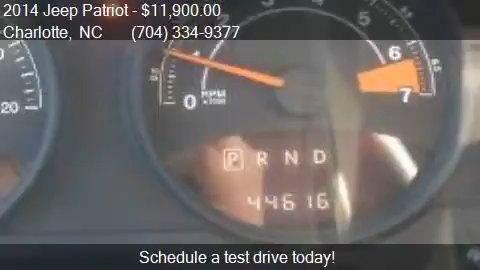 2014 Jeep Patriot - $11,900.00
Charlotte, NC (704) 334-9377
5
1
6
0
RPM
7
20
P R N D
44616
Schedule a test drive today!